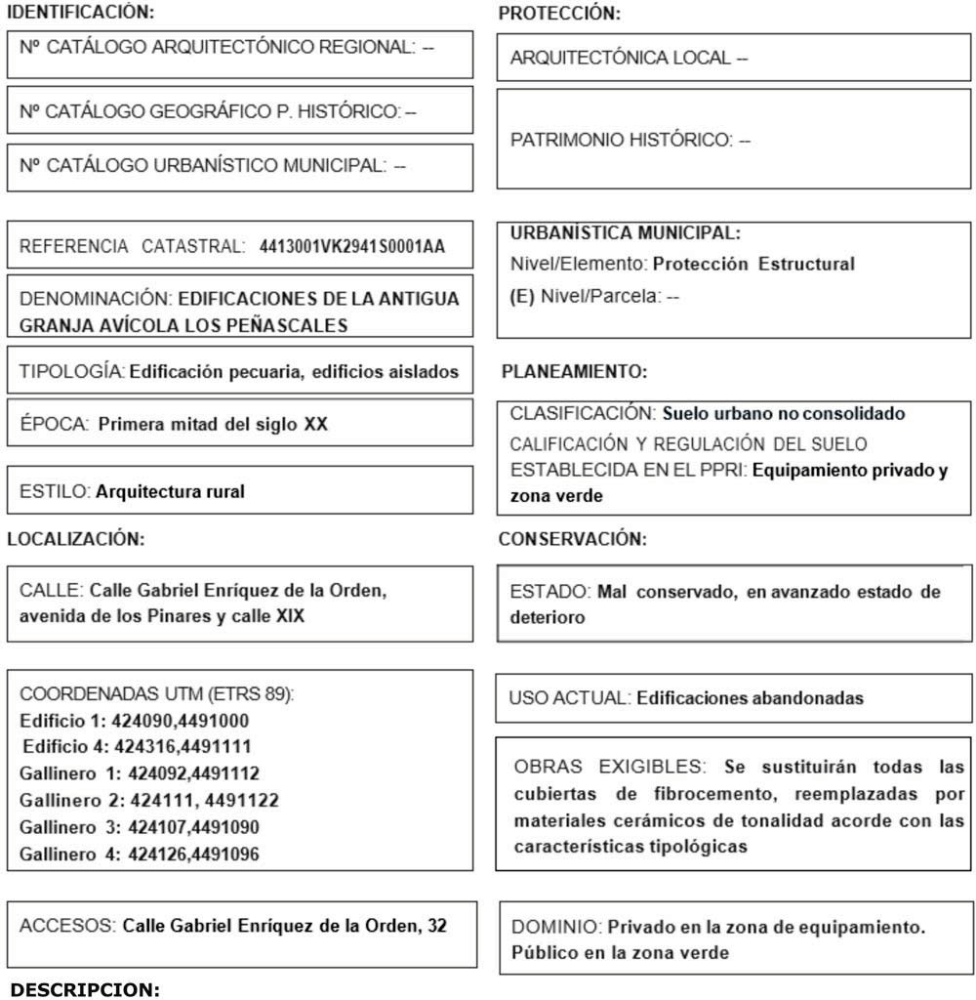 IDENTIFICACIÓN:
Nº CATÁLOGO ARQUITECTÓNICO REGIONAL: --
Nº CATÁLOGO GEOGRÁFICO P. HISTÓRICO: --
Nº CATÁLOGO URBANÍSTICO MUNICIPAL: --
REFERENCIA CATASTRAL: 4413001VK2941S0001AA
DENOMINACIÓN: EDIFICACIONES DE LA ANTIGUA
GRANJA AVÍCOLA LOS PEÑASCALES
TIPOLOGÍA: Edificación pecuaria, edificios aislados
ÉPOCA: Primera mitad del siglo XX
ESTILO: Arquitectura rural
LOCALIZACIÓN:
CALLE: Calle Gabriel Enríquez de la Orden,
avenida de los Pinares y calle XIX
COORDENADAS UTM (ETRS 89):
Edificio 1: 424090,4491000
Edificio 4: 424316,4491111
Gallinero 1: 424092,4491112
Gallinero 2: 424111, 4491122
Gallinero 3: 424107,4491090
Gallinero 4: 424126,4491096
ACCESOS: Calle Gabriel Enríquez de la Orden, 32
PROTECCIÓN:
ARQUITECTÓNICA LOCAL --
PATRIMONIO HISTÓRICO: --
URBANÍSTICA MUNICIPAL:
Nivel/Elemento: Protección Estructural
(E) Nivel/Parcela: --
PLANEAMIENTO:
CLASIFICACIÓN: Suelo urbano no consolidado
CALIFICACIÓN Y REGULACIÓN DEL SUELO
ESTABLECIDA EN EL PPRI: Equipamiento privado y
zona verde
CONSERVACIÓN:
ESTADO: Mal conservado, en avanzado estado de
deterioro
USO ACTUAL: Edificaciones abandonadas
OBRAS EXIGIBLES: Se sustituirán todas las
cubiertas de fibrocemento, reemplazadas por
materiales cerámicos de tonalidad acorde con las
características tipológicas
DOMINIO: Privado en la zona de equipamiento.
Público en la zona verde
DESCRIPCION: